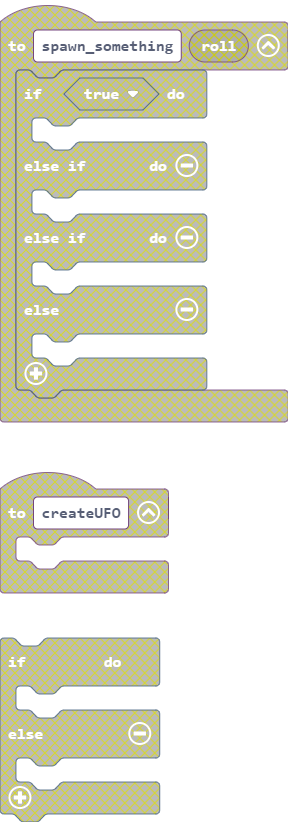 to spawn_something roll
if true do
else if do
else if do
else
to createUFO
if do
else